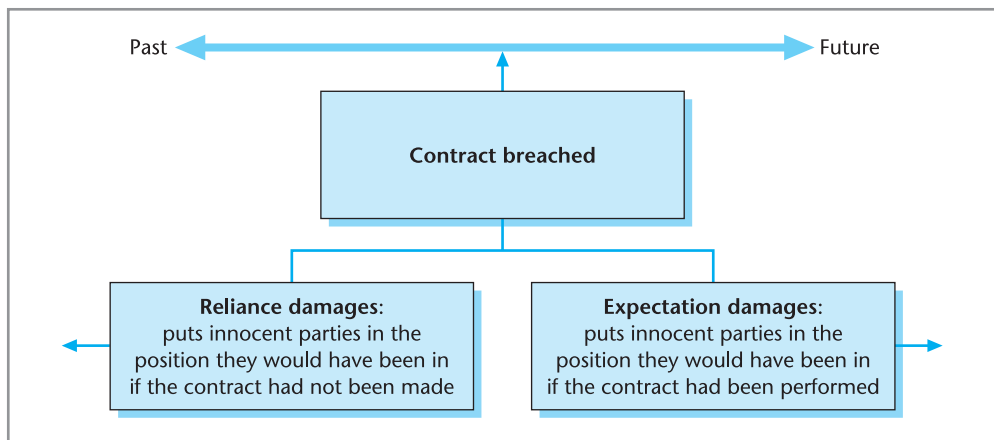 Past
Future
Contract breached
Reliance damages:
puts innocent parties in the
position they would have been in
if the contract had not been made
Expectation damages:
puts innocent parties in the
position they would have been in
if the contract had been performed